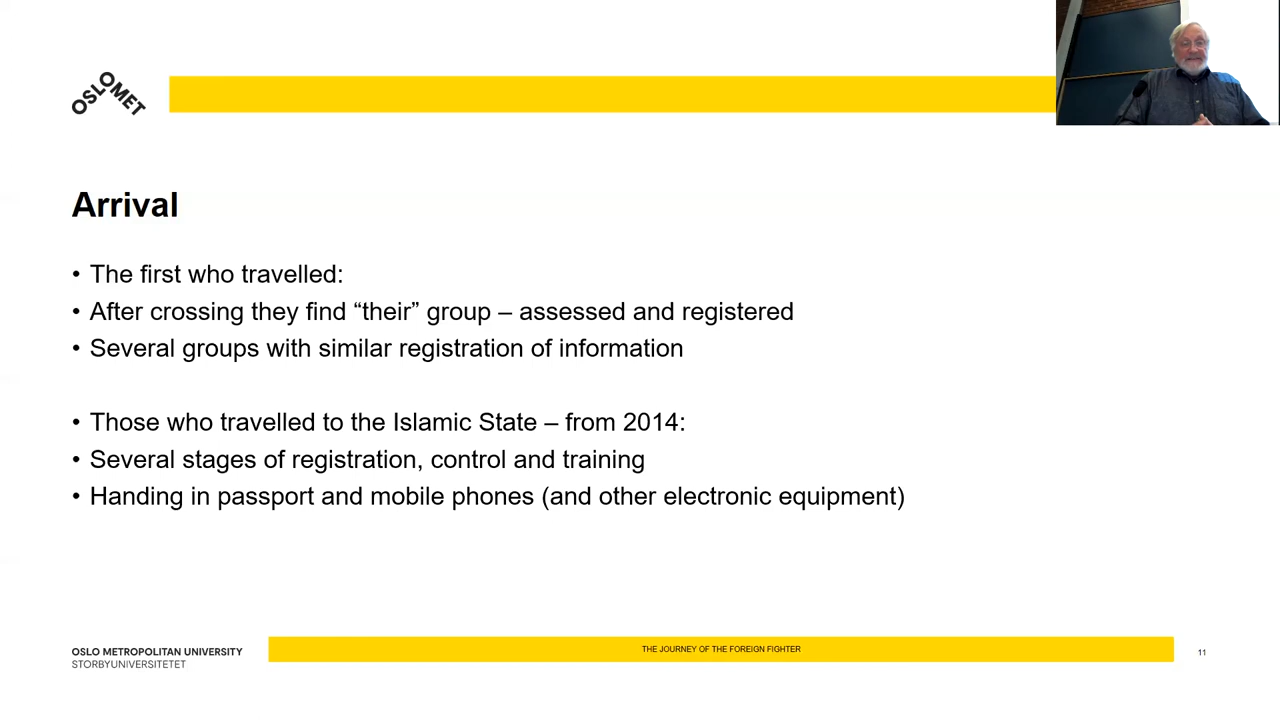 OSLOMET
Arrival
• The first who travelled:
• After crossing they find “their” group – assessed and registered
• Several groups with similar registration of information
• Those who travelled to the Islamic State – from 2014:
• Several stages of registration, control and training
• Handing in passport and mobile phones (and other electronic equipment)
OSLO METROPOLITAN UNIVERSITY
STORBYUNIVERSITETET
THE JOURNEY OF THE FOREIGN FIGHTER
11